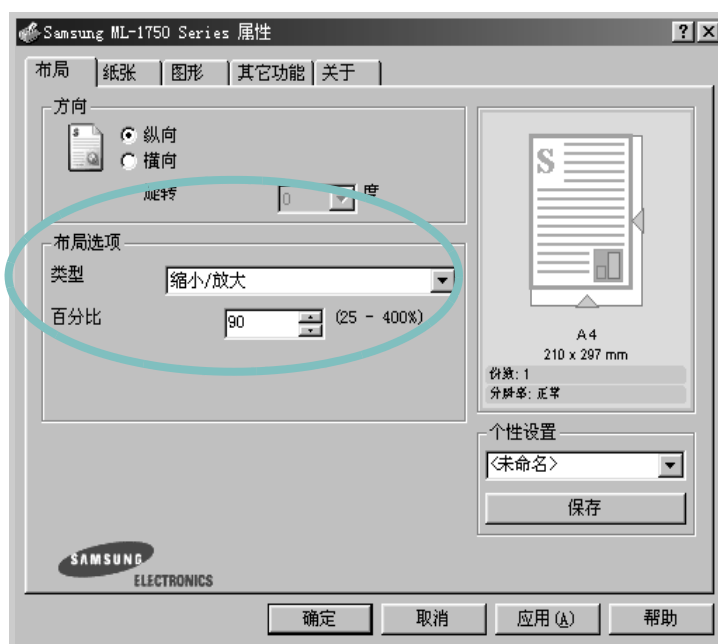 Samsung ML-1750 Series 属性
布局 纸张 图形 其它功能 关于
方向
纵向
横向
旋转 0 度
布局选项
类型 缩小/放大
百分比 90 (25 - 400%)
S
A4
210 x 297 mm
份数: 1
分辨率: 正常
个性设置
<未命名>
保存
SAMSUNG
ELECTRONICS
确定 取消 应用(A) 帮助